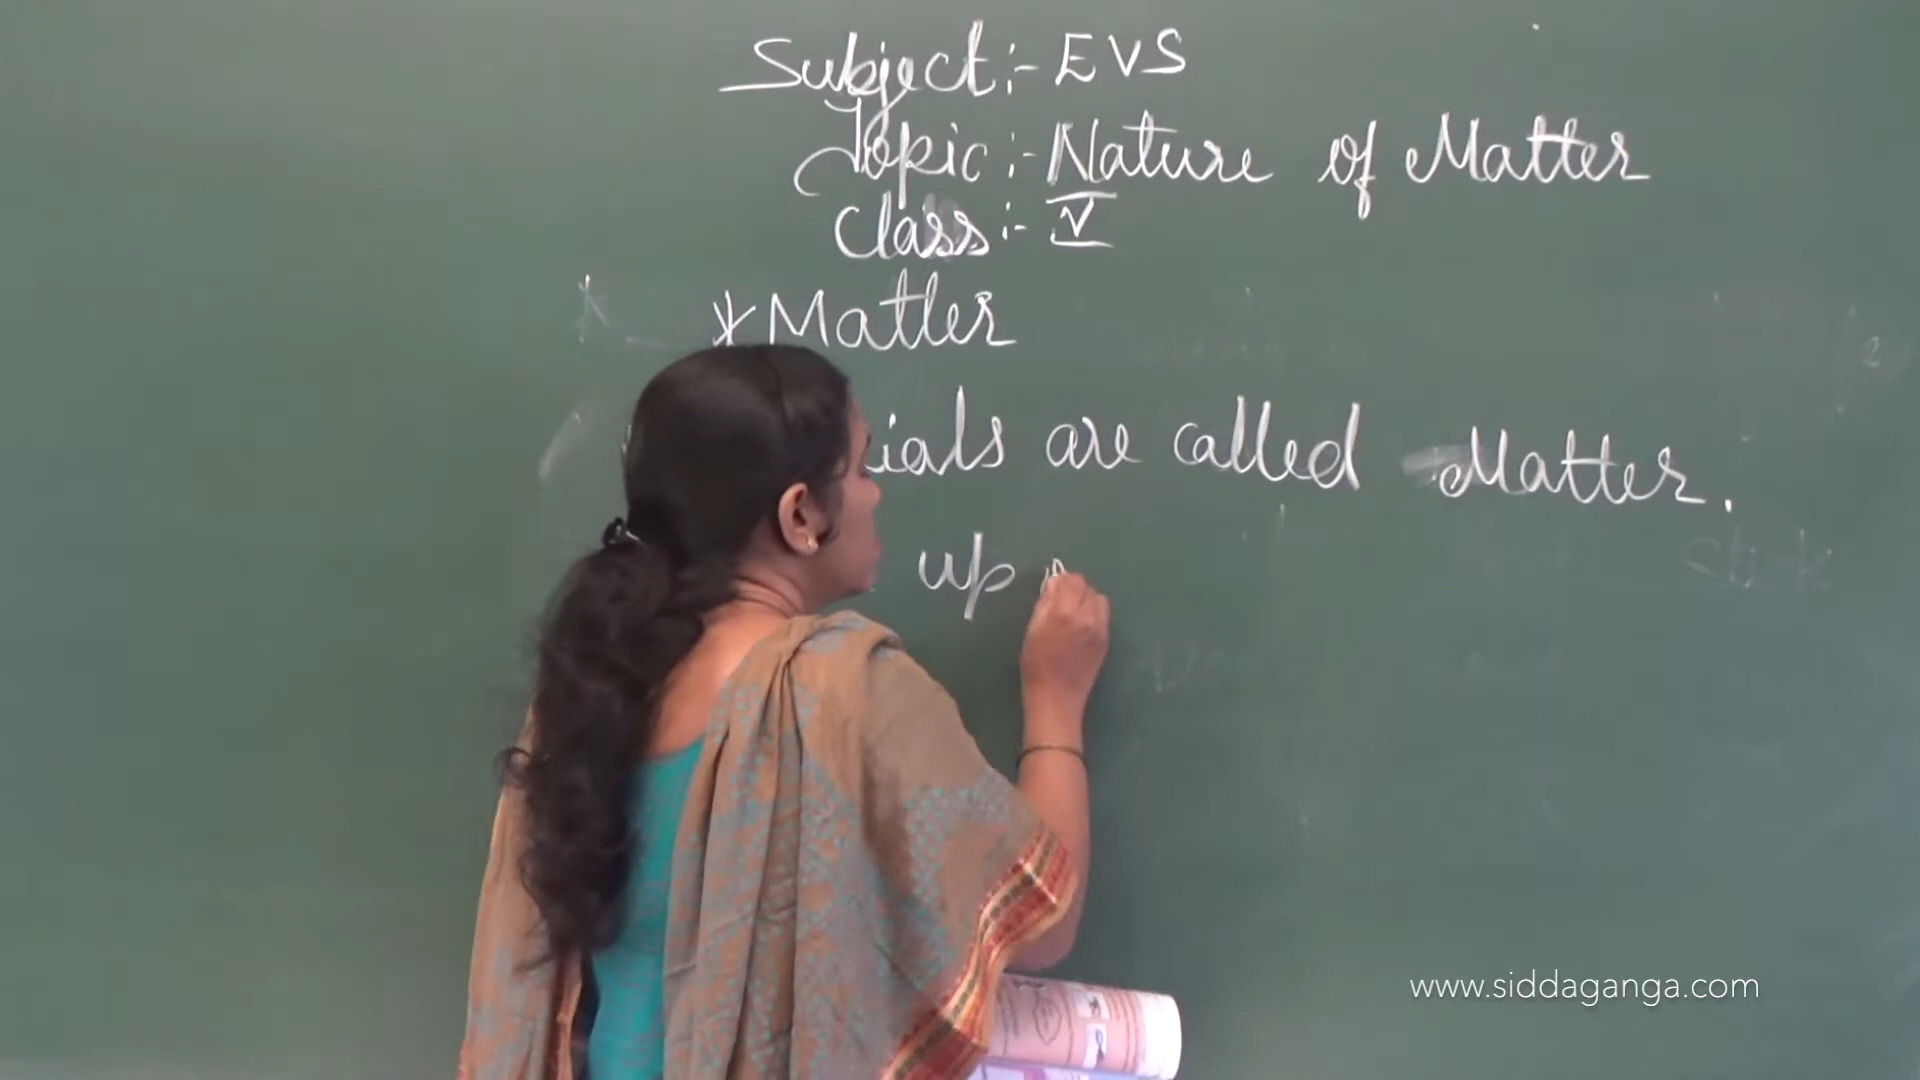 Subject :- EVS
Topic :- Nature of Matter
Class :- V
* Matter
ials are called Matter.
up
www.siddaganga.com